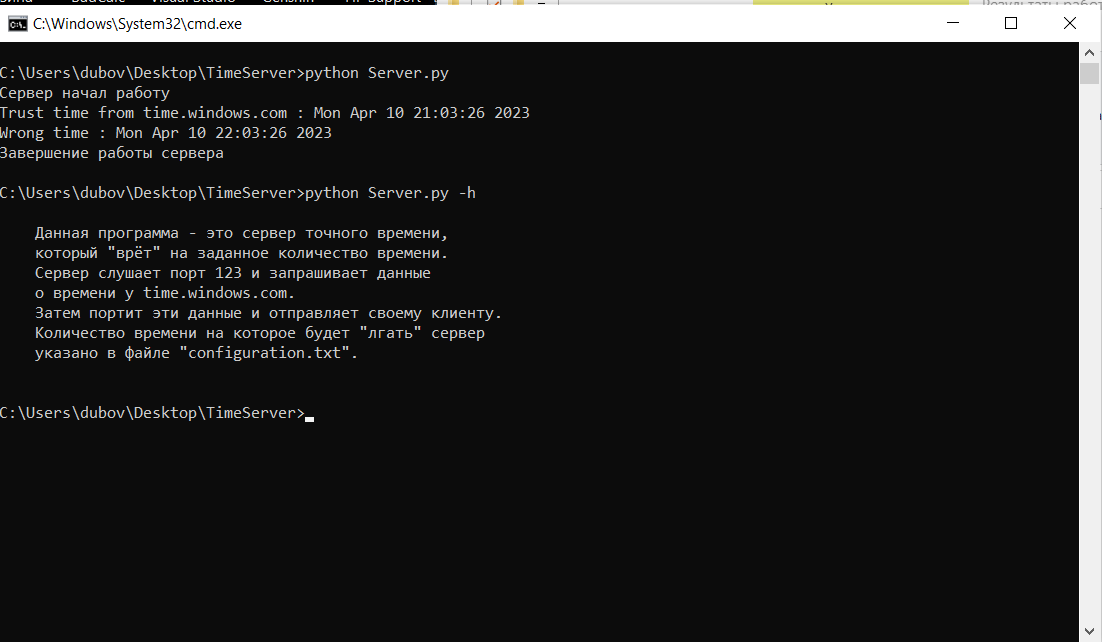 Visual Studio
C:\Windows\System32\cmd.exe
C:\Users\dubov\Desktop\TimeServer>python Server.py
Сервер начал работу
Trust time from time.windows.com : Mon Apr 10 21:03:26 2023
Wrong time : Mon Apr 10 22:03:26 2023
Завершение работы сервера
C:\Users\dubov\Desktop\TimeServer>python Server.py -h
Данная программа - это сервер точного времени,
который "врёт" на заданное количество времени.
Сервер слушает порт 123 и запрашивает данные
о времени у time.windows.com.
Затем портит эти данные и отправляет своему клиенту.
Количество времени на которое будет "лгать" сервер
указано в файле "configuration.txt".
C:\Users\dubov\Desktop\TimeServer>